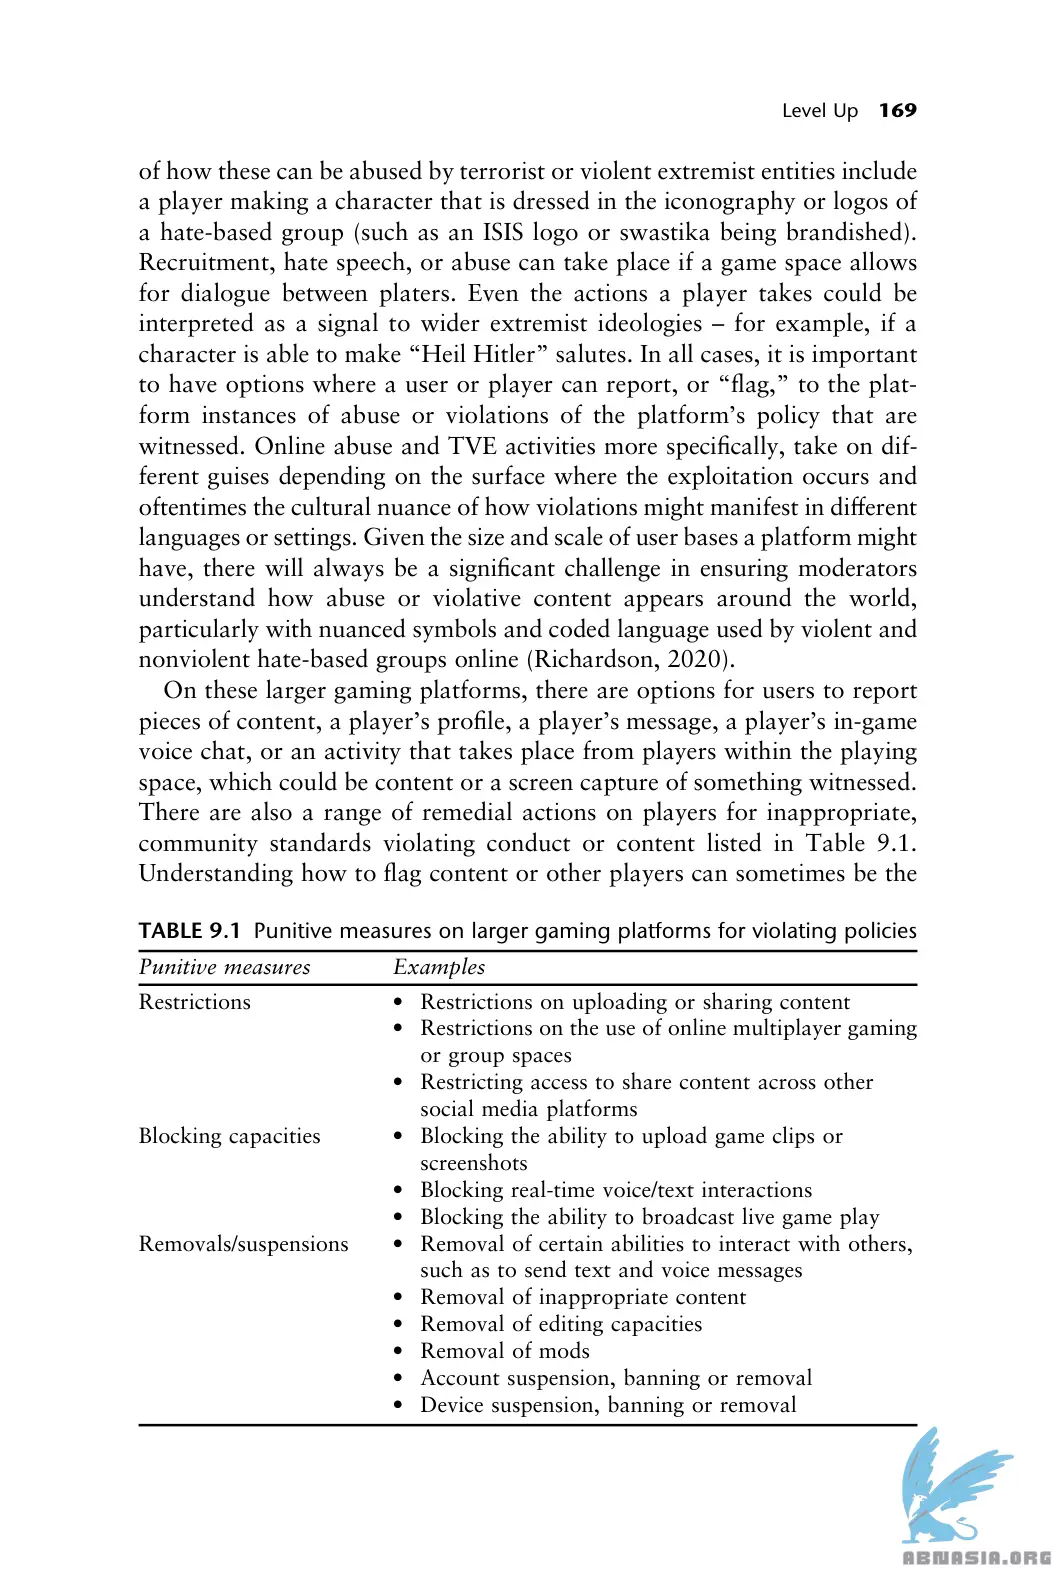 Level Up 169
of how these can be abused by terrorist or violent extremist entities include
a player making a character that is dressed in the iconography or logos of
a hate-based group (such as an ISIS logo or swastika being brandished).
Recruitment, hate speech, or abuse can take place if a game space allows
for dialogue between platers. Even the actions a player takes could be
interpreted as a signal to wider extremist ideologies – for example, if a
character is able to make “Heil Hitler” salutes. In all cases, it is important
to have options where a user or player can report, or “flag,” to the plat-
form instances of abuse or violations of the platform’s policy that are
witnessed. Online abuse and TVE activities more specifically, take on dif-
ferent guises depending on the surface where the exploitation occurs and
oftentimes the cultural nuance of how violations might manifest in different
languages or settings. Given the size and scale of user bases a platform might
have, there will always be a significant challenge in ensuring moderators
understand how abuse or violative content appears around the world,
particularly with nuanced symbols and coded language used by violent and
nonviolent hate-based groups online (Richardson, 2020).
On these larger gaming platforms, there are options for users to report
pieces of content, a player’s profile, a player’s message, a player’s in-game
voice chat, or an activity that takes place from players within the playing
space, which could be content or a screen capture of something witnessed.
There are also a range of remedial actions on players for inappropriate,
community standards violating conduct or content listed in Table 9.1.
Understanding how to flag content or other players can sometimes be the
TABLE 9.1 Punitive measures on larger gaming platforms for violating policies
Punitive measures Examples
Restrictions • Restrictions on uploading or sharing content
• Restrictions on the use of online multiplayer gaming
or group spaces
• Restricting access to share content across other
social media platforms
Blocking capacities • Blocking the ability to upload game clips or
screenshots
• Blocking real-time voice/text interactions
• Blocking the ability to broadcast live game play
Removals/suspensions • Removal of certain abilities to interact with others,
such as to send text and voice messages
• Removal of inappropriate content
• Removal of editing capacities
• Removal of mods
• Account suspension, banning or removal
• Device suspension, banning or removal
ABNASIA.ORG